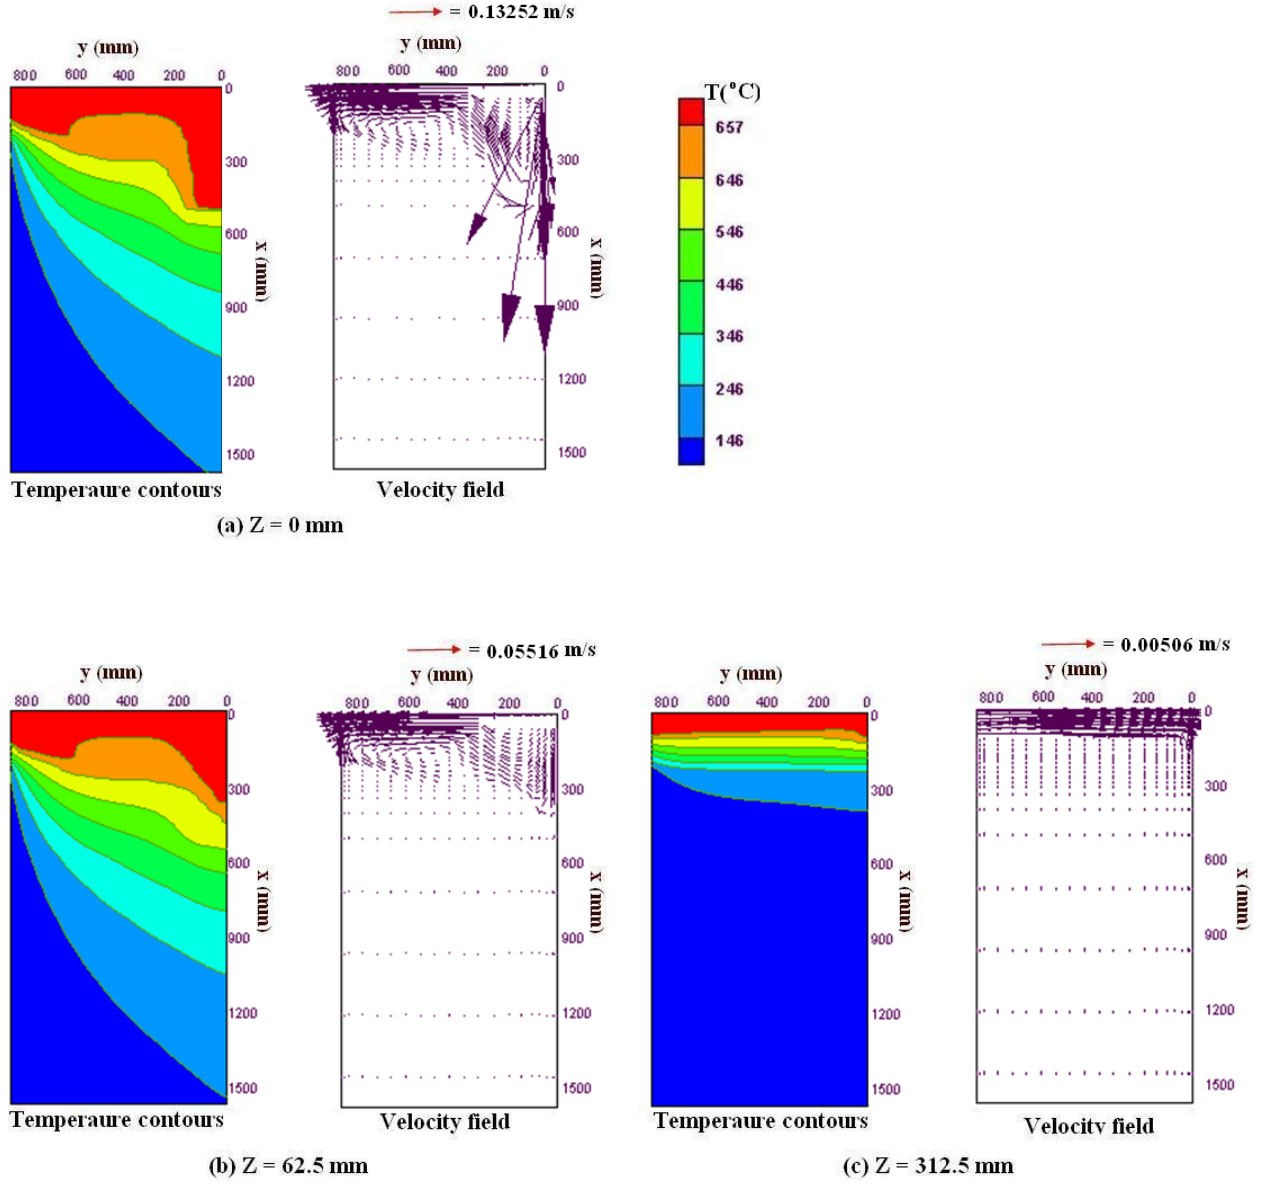 = 0.13252 m/s
y (mm)
y (mm)
800 600 400 200 0
800 600 400 200 0
0
300
600
900
1200
1500
x (mm)
0
300
600
900
1200
1500
x (mm)
T(°C)
657
646
546
446
346
246
146
Temperaure contours
Velocity field
(a) Z = 0 mm
= 0.05516 m/s
y (mm)
y (mm)
800 600 400 200 0
800 600 400 200 0
0
300
600
900
1200
1500
x (mm)
0
300
600
900
1200
1500
x (mm)
Temperaure contours
Velocity field
(b) Z = 62.5 mm
= 0.00506 m/s
y (mm)
y (mm)
800 600 400 200 0
800 600 400 200 0
0
300
600
900
1200
1500
x (mm)
0
300
600
900
1200
1500
x (mm)
Temperaure contours
Velocity field
(c) Z = 312.5 mm